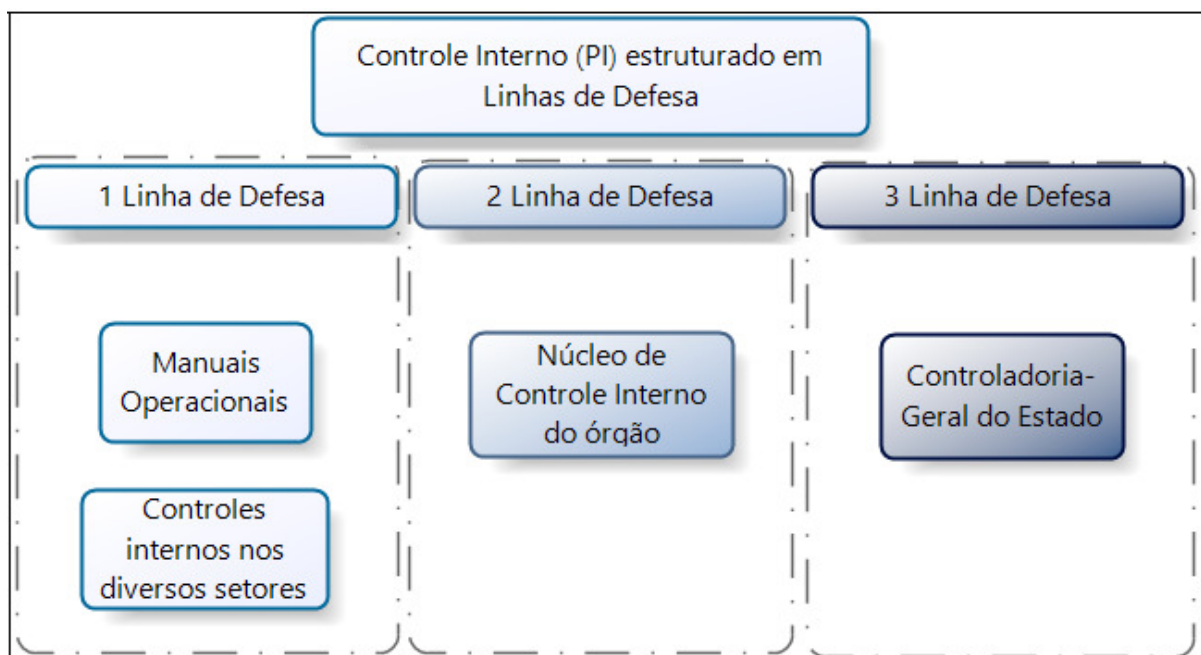 Controle Interno (PI) estruturado em
Linhas de Defesa
1 Linha de Defesa
Manuais
Operacionais
Controles
internos nos
diversos setores
2 Linha de Defesa
Núcleo de
Controle Interno
do órgão
3 Linha de Defesa
Controladoria-
Geral do Estado